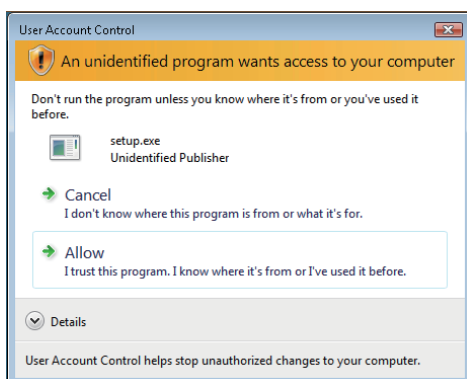 User Account Control
An unidentified program wants access to your computer
Don't run the program unless you know where it's from or you've used it
before.
setup.exe
Unidentified Publisher
Cancel
I don't know where this program is from or what it's for.
Allow
I trust this program. I know where it's from or I've used it before.
Details
User Account Control helps stop unauthorized changes to your computer.